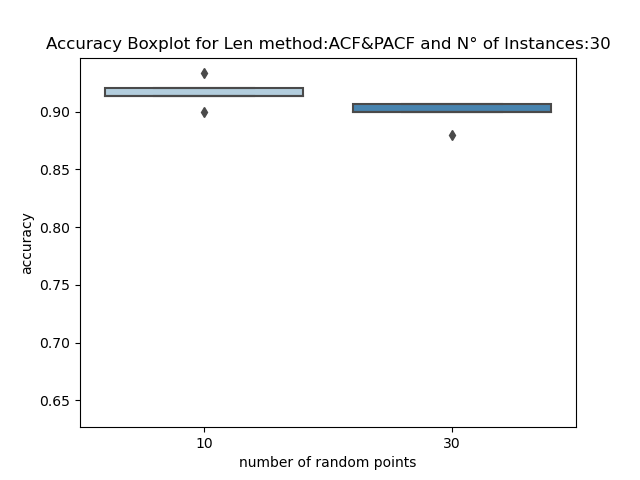 Accuracy Boxplot for Len method:ACF&PACF and N° of Instances:30
0.90
0.85
0.80
0.75
0.70
0.65
accuracy
10 30
number of random points